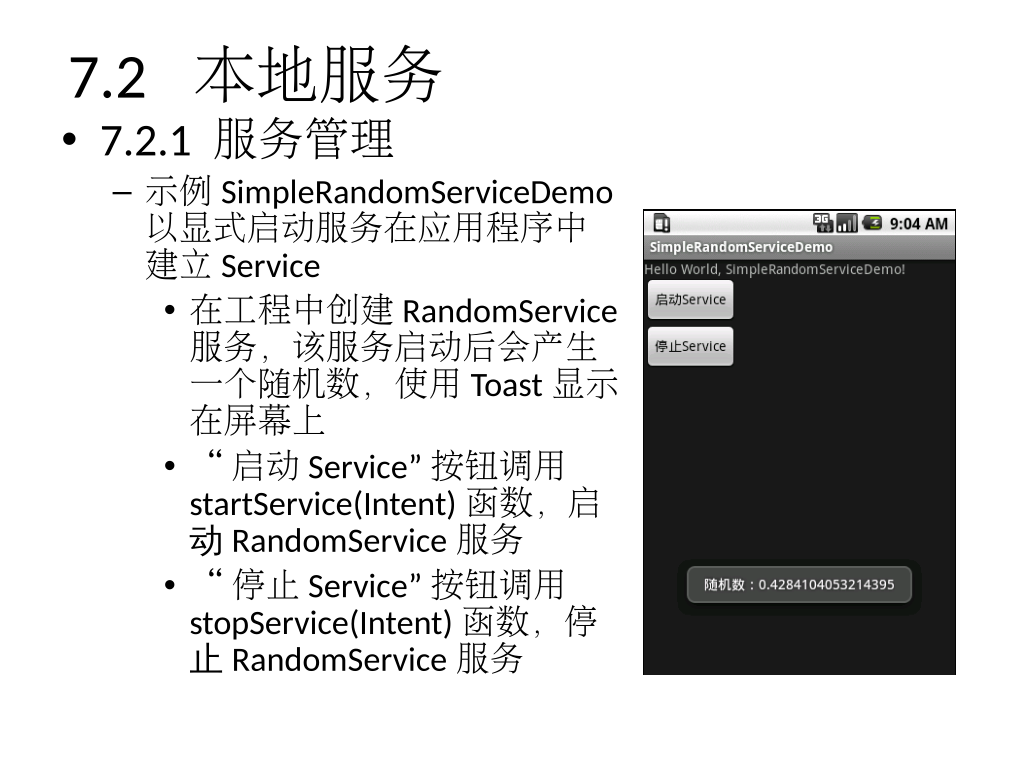 7.2 本地服务
• 7.2.1 服务管理
– 示例 SimpleRandomServiceDemo
以显式启动服务在应用程序中
建立 Service
• 在工程中创建 RandomService
服务，该服务启动后会产生
一个随机数，使用 Toast 显示
在屏幕上
• “ 启动 Service” 按钮调用
startService(Intent) 函数，启
动 RandomService 服务
• “ 停止 Service” 按钮调用
stopService(Intent) 函数，停
止 RandomService 服务
3G 9:04 AM
SimpleRandomServiceDemo
Hello World, SimpleRandomServiceDemo!
启动Service
停止Service
随机数：0.4284104053214395